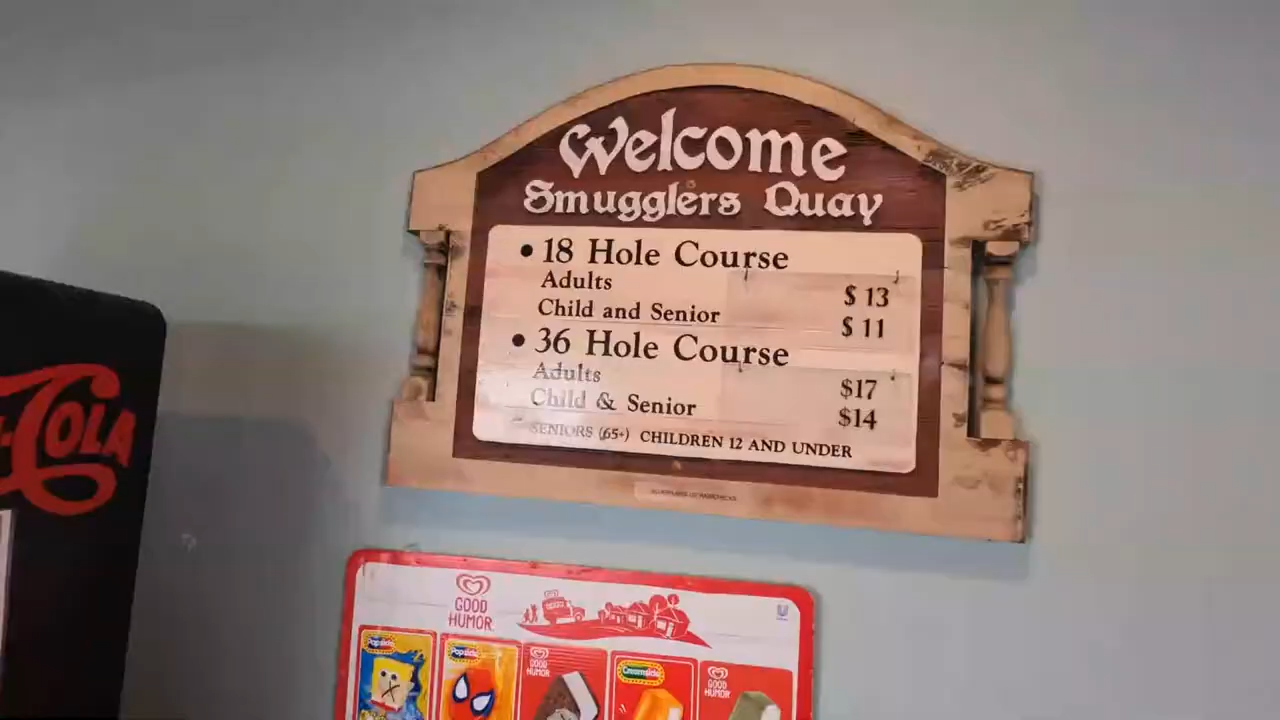 Welcome
Smugglers Quay
• 18 Hole Course
Adults $ 13
Child and Senior $ 11
• 36 Hole Course
Adults $17
Child & Senior $14
SENIORS (65+) CHILDREN 12 AND UNDER
-COLA
GOOD
HUMOR
Popsicle
Popsicle
GOOD
HUMOR
Creamsicle
GOOD
HUMOR